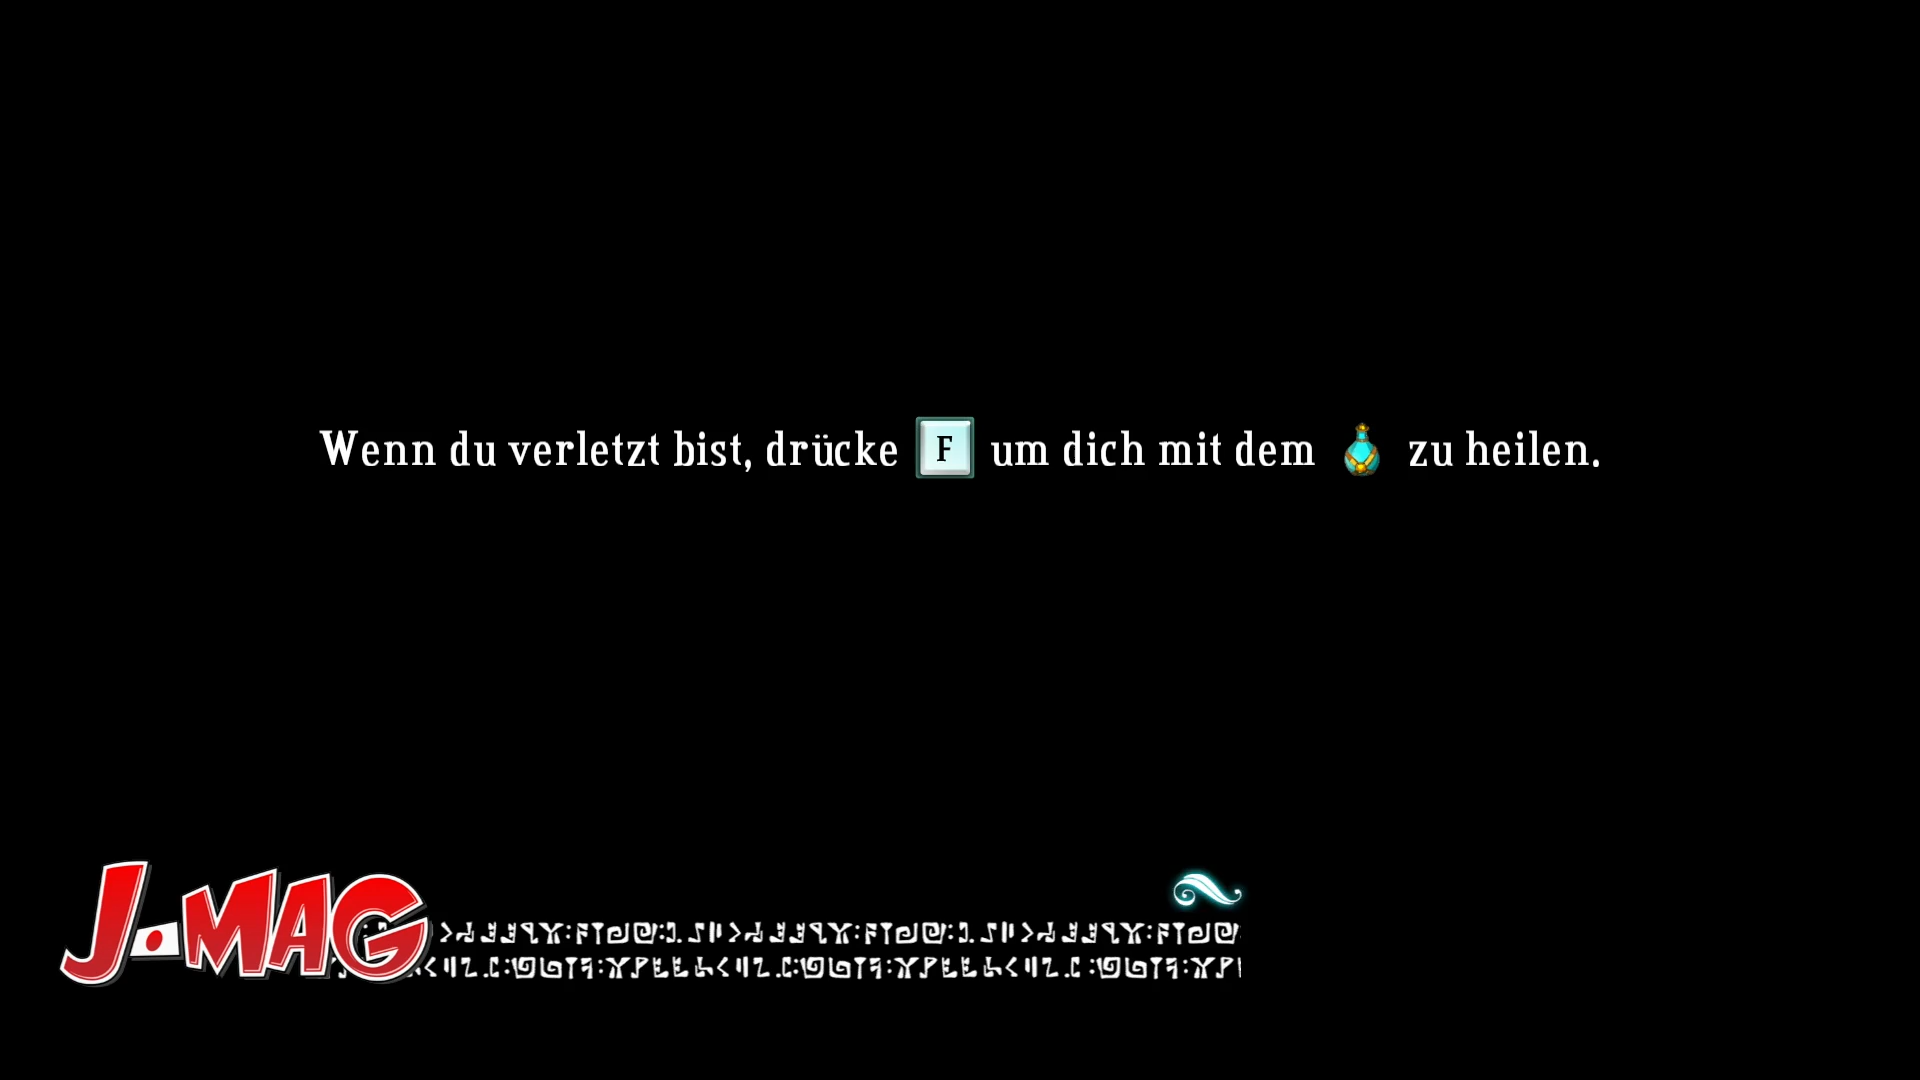 Wenn du verletzt bist, drücke F um dich mit dem zu heilen.
J-MAG